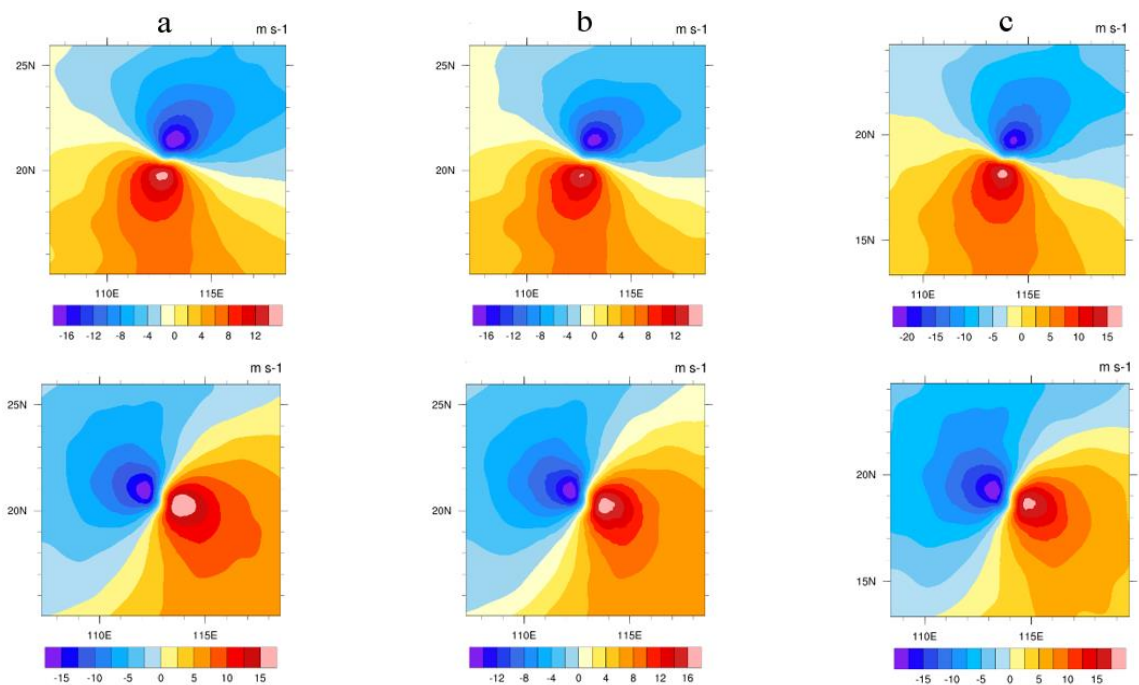 a b c
m s-1 m s-1 m s-1
25N 25N
20N 20N 20N
15N
110E 115E 110E 115E 110E 115E
-16 -12 -8 -4 0 4 8 12 -16 -12 -8 -4 0 4 8 12 -20 -15 -10 -5 0 5 10 15
m s-1 m s-1 m s-1
25N 25N
20N 20N 20N
15N
110E 115E 110E 115E 110E 115E
-15 -10 -5 0 5 10 15 -12 -8 -4 0 4 8 12 16 -15 -10 -5 0 5 10 15